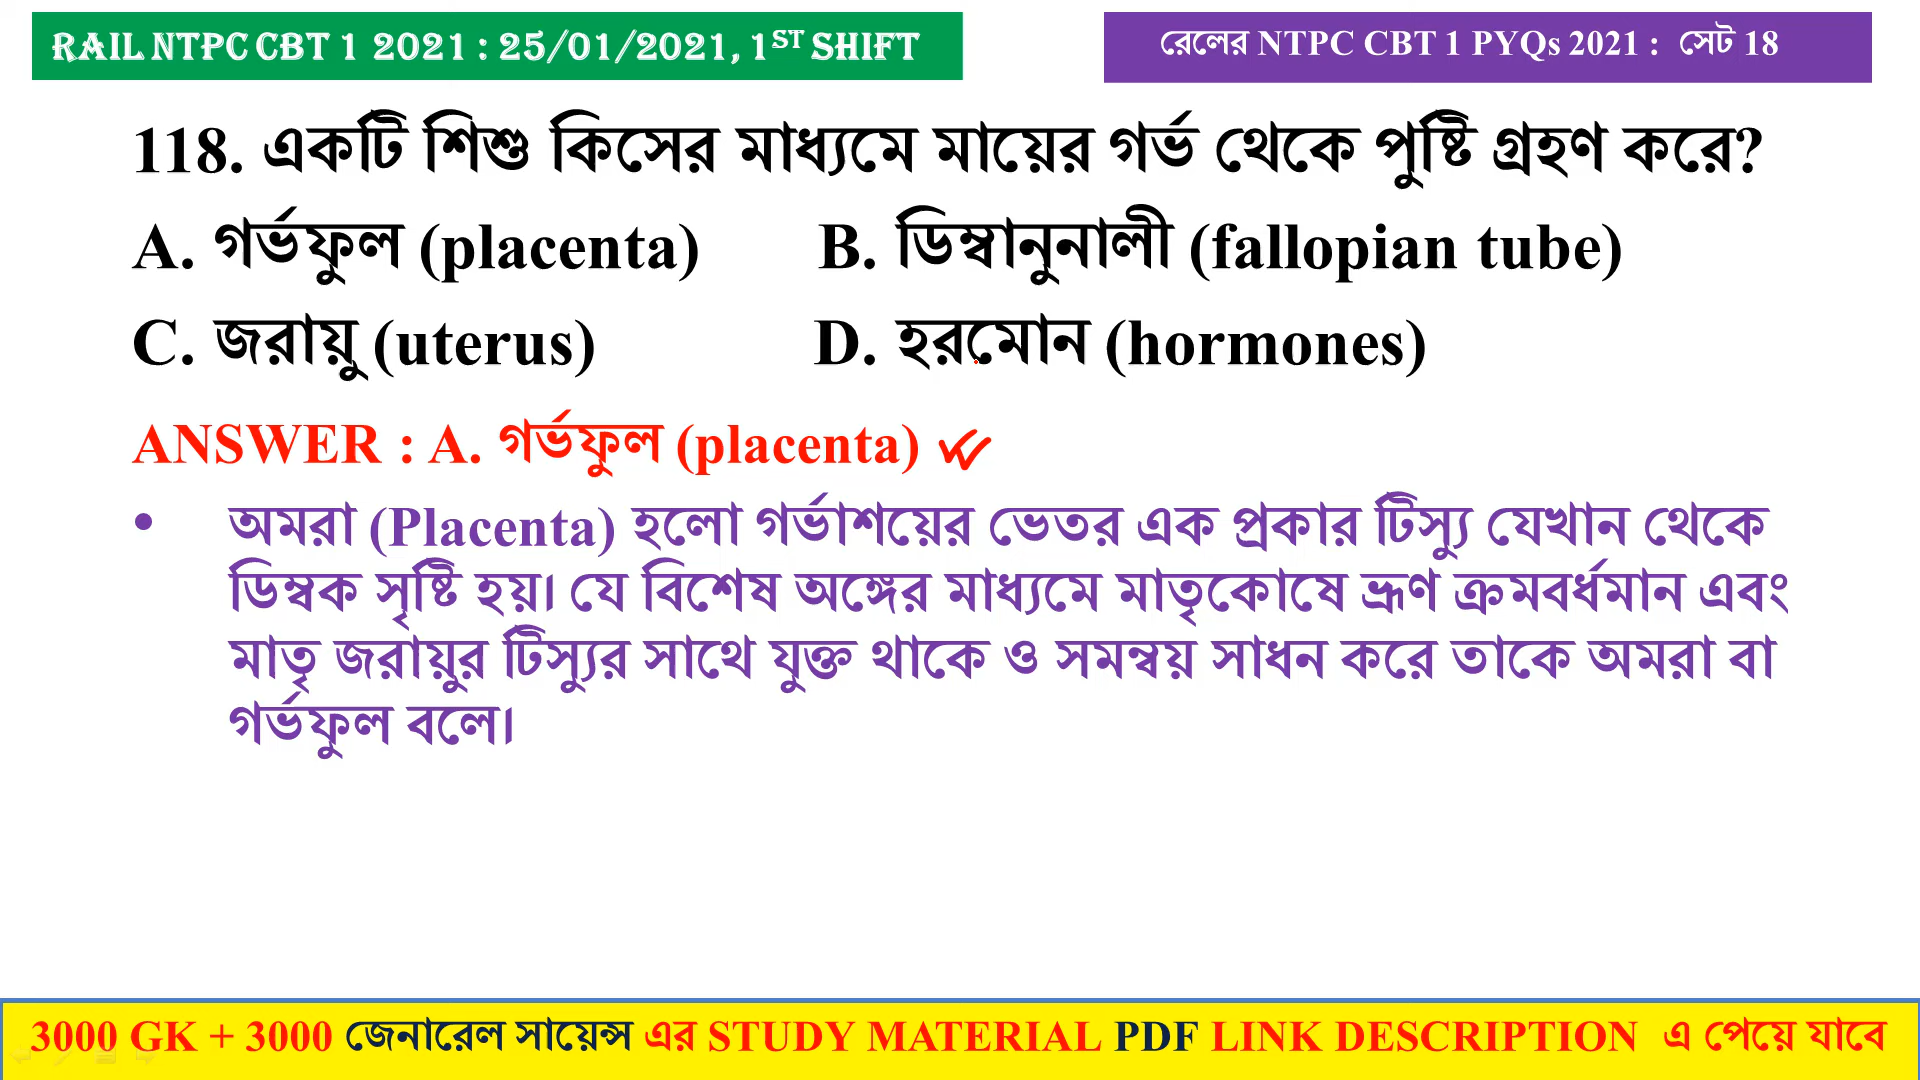 RAIL NTPC CBT 1 2021 : 25/01/2021, 1ST SHIFT
রেলের NTPC CBT 1 PYQs 2021 : সেট 18
118. একটি শিশু কিসের মাধ্যমে মায়ের গর্ভ থেকে পুষ্টি গ্রহণ করে?
A. গর্ভফুল (placenta) B. ডিম্বানুনালী (fallopian tube)
C. জরায়ু (uterus) D. হরমোন (hormones)
ANSWER : A. গর্ভফুল (placenta)
• অমরা (Placenta) হলো গর্ভাশয়ের ভেতর এক প্রকার টিস্যু যেখান থেকে
ডিম্বক সৃষ্টি হয়। যে বিশেষ অঙ্গের মাধ্যমে মাতৃকোষে ভ্রূণ ক্রমবর্ধমান এবং
মাতৃ জরায়ুর টিস্যুর সাথে যুক্ত থাকে ও সমন্বয় সাধন করে তাকে অমরা বা
গর্ভফুল বলে।
3000 GK + 3000 জেনারেল সায়েন্স এর STUDY MATERIAL PDF LINK DESCRIPTION এ পেয়ে যাবে